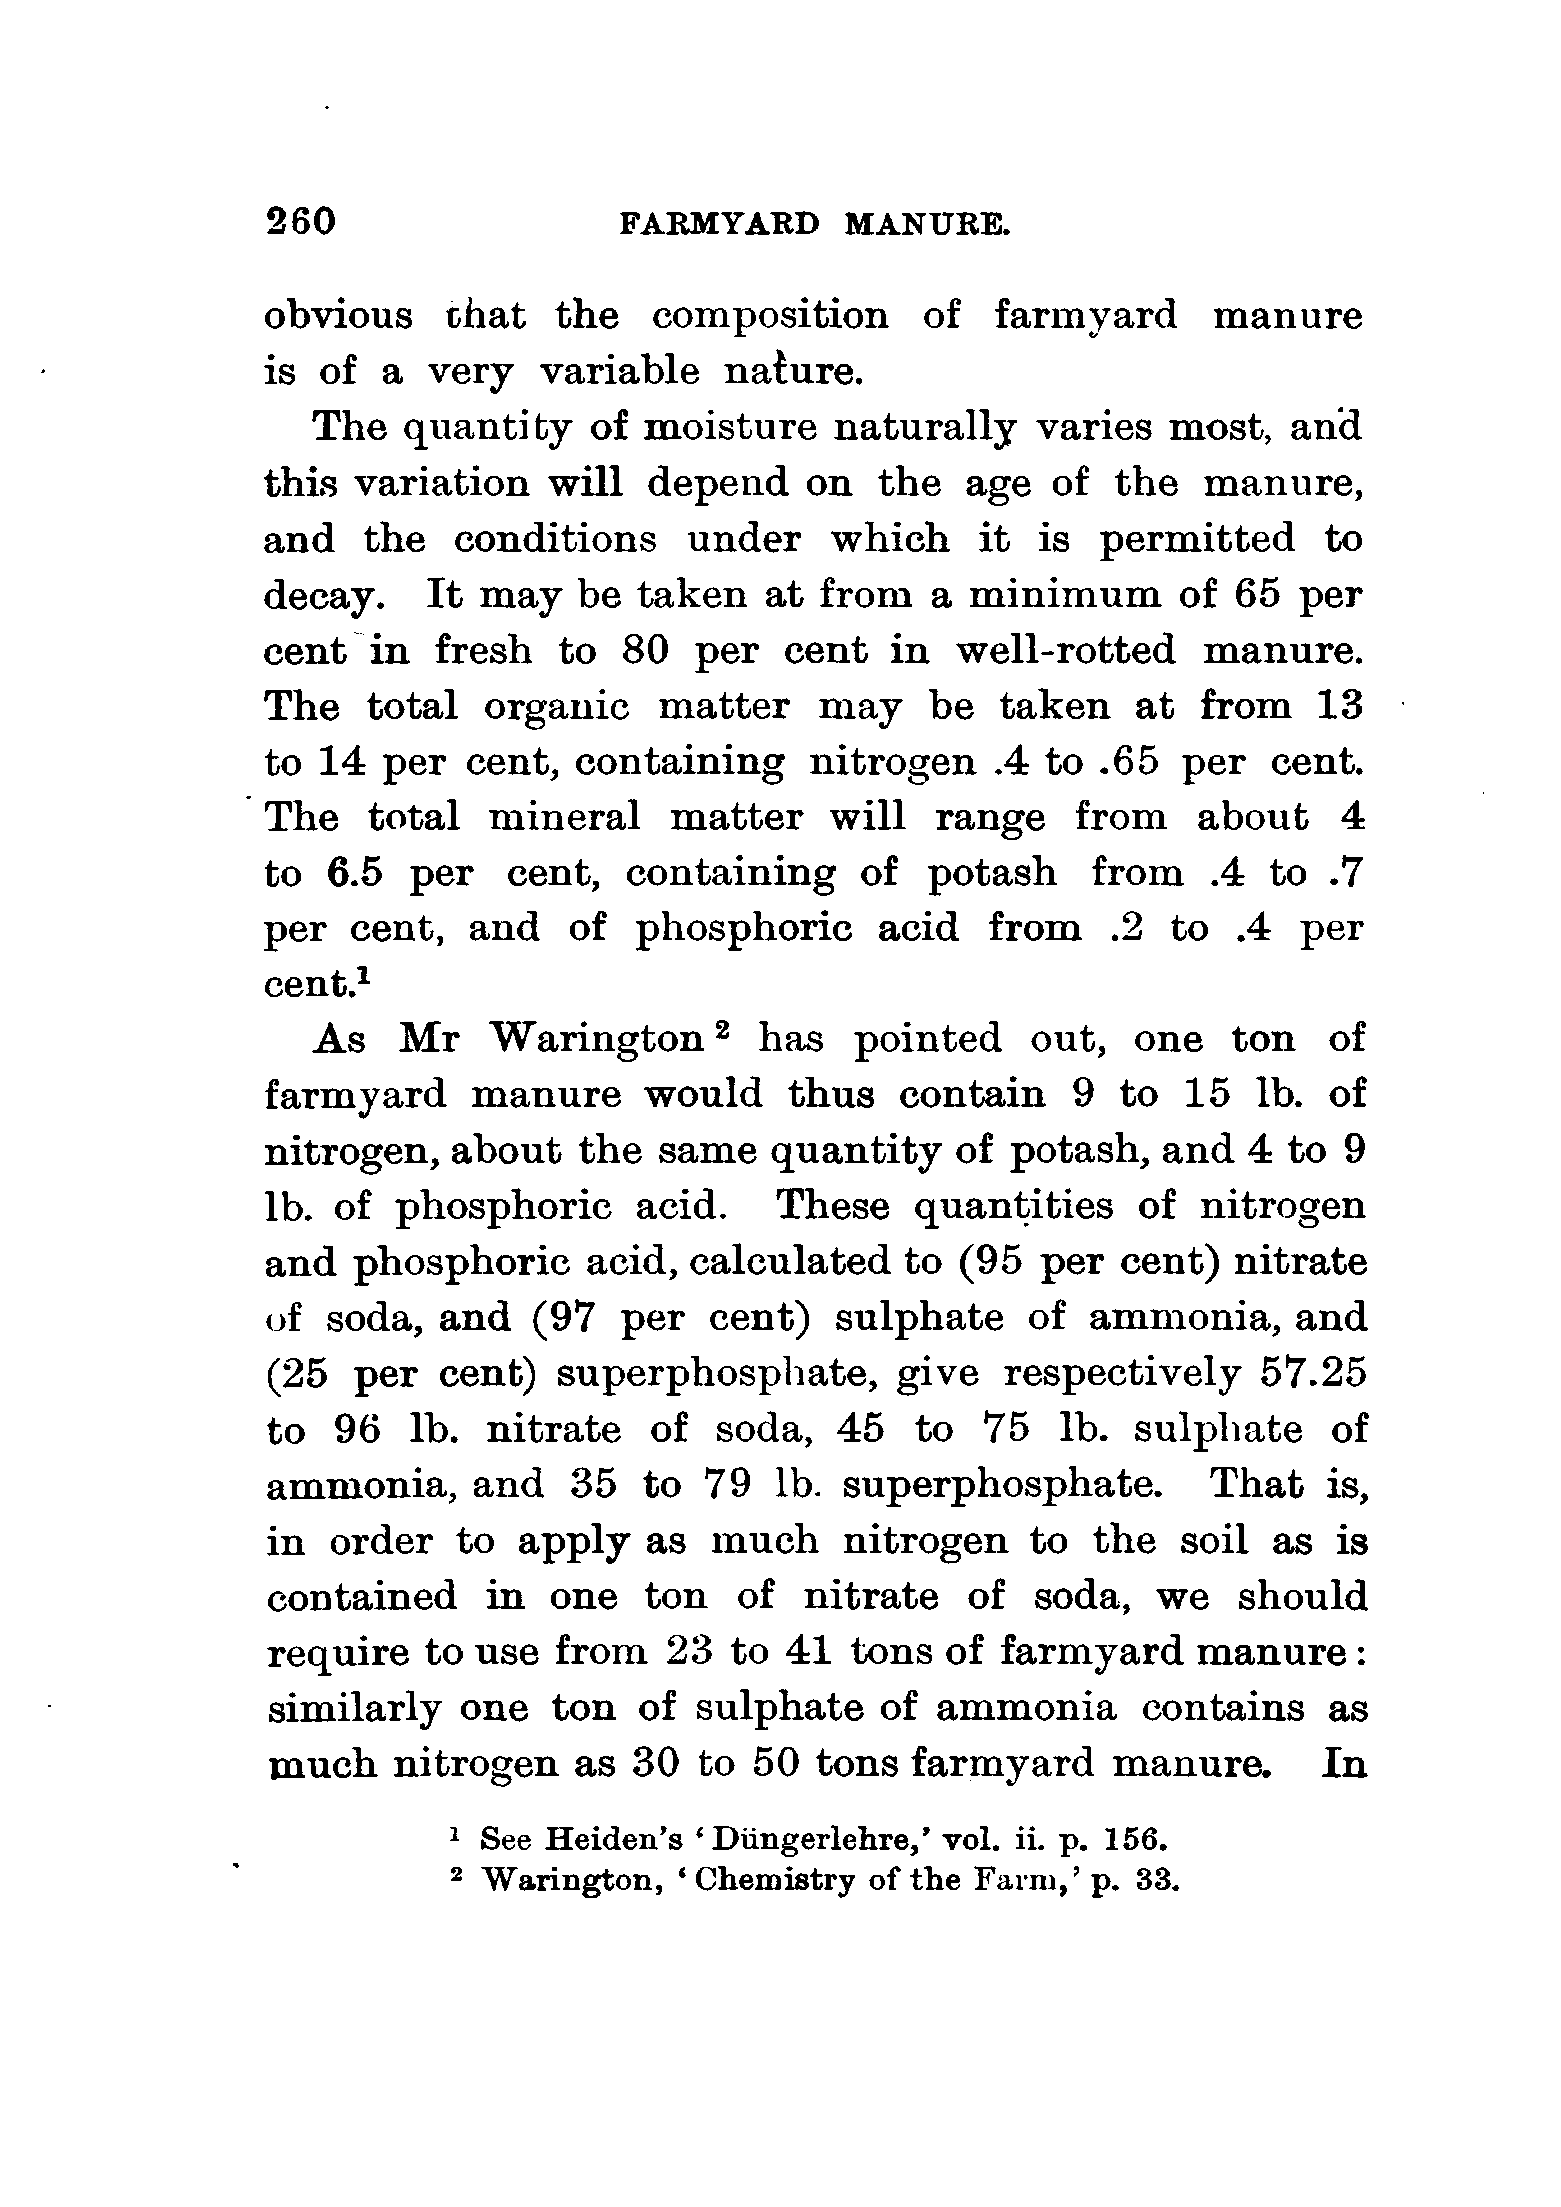 260 FARMYARD MANURE.
obvious that the composition of farmyard manure
is of a very variable nature.
The quantity of moisture naturally varies most, and
this variation will depend on the age of the manure,
and the conditions under which it is permitted to
decay. It may be taken at from a minimum of 65 per
cent in fresh to 80 per cent in well-rotted manure.
The total organic matter may be taken at from 13
to 14 per cent, containing nitrogen .4 to .65 per cent.
The total mineral matter will range from about 4
to 6.5 per cent, containing of potash from .4 to .7
per cent, and of phosphoric acid from .2 to .4 per
cent.¹
As Mr Warington ² has pointed out, one ton of
farmyard manure would thus contain 9 to 15 lb. of
nitrogen, about the same quantity of potash, and 4 to 9
lb. of phosphoric acid. These quantities of nitrogen
and phosphoric acid, calculated to (95 per cent) nitrate
of soda, and (97 per cent) sulphate of ammonia, and
(25 per cent) superphosphate, give respectively 57.25
to 96 lb. nitrate of soda, 45 to 75 lb. sulphate of
ammonia, and 35 to 79 lb. superphosphate. That is,
in order to apply as much nitrogen to the soil as is
contained in one ton of nitrate of soda, we should
require to use from 23 to 41 tons of farmyard manure :
similarly one ton of sulphate of ammonia contains as
much nitrogen as 30 to 50 tons farmyard manure. In
¹ See Heiden's ‘Düngerlehre,’ vol. ii. p. 156.
² Warington, ‘Chemistry of the Farm,’ p. 33.